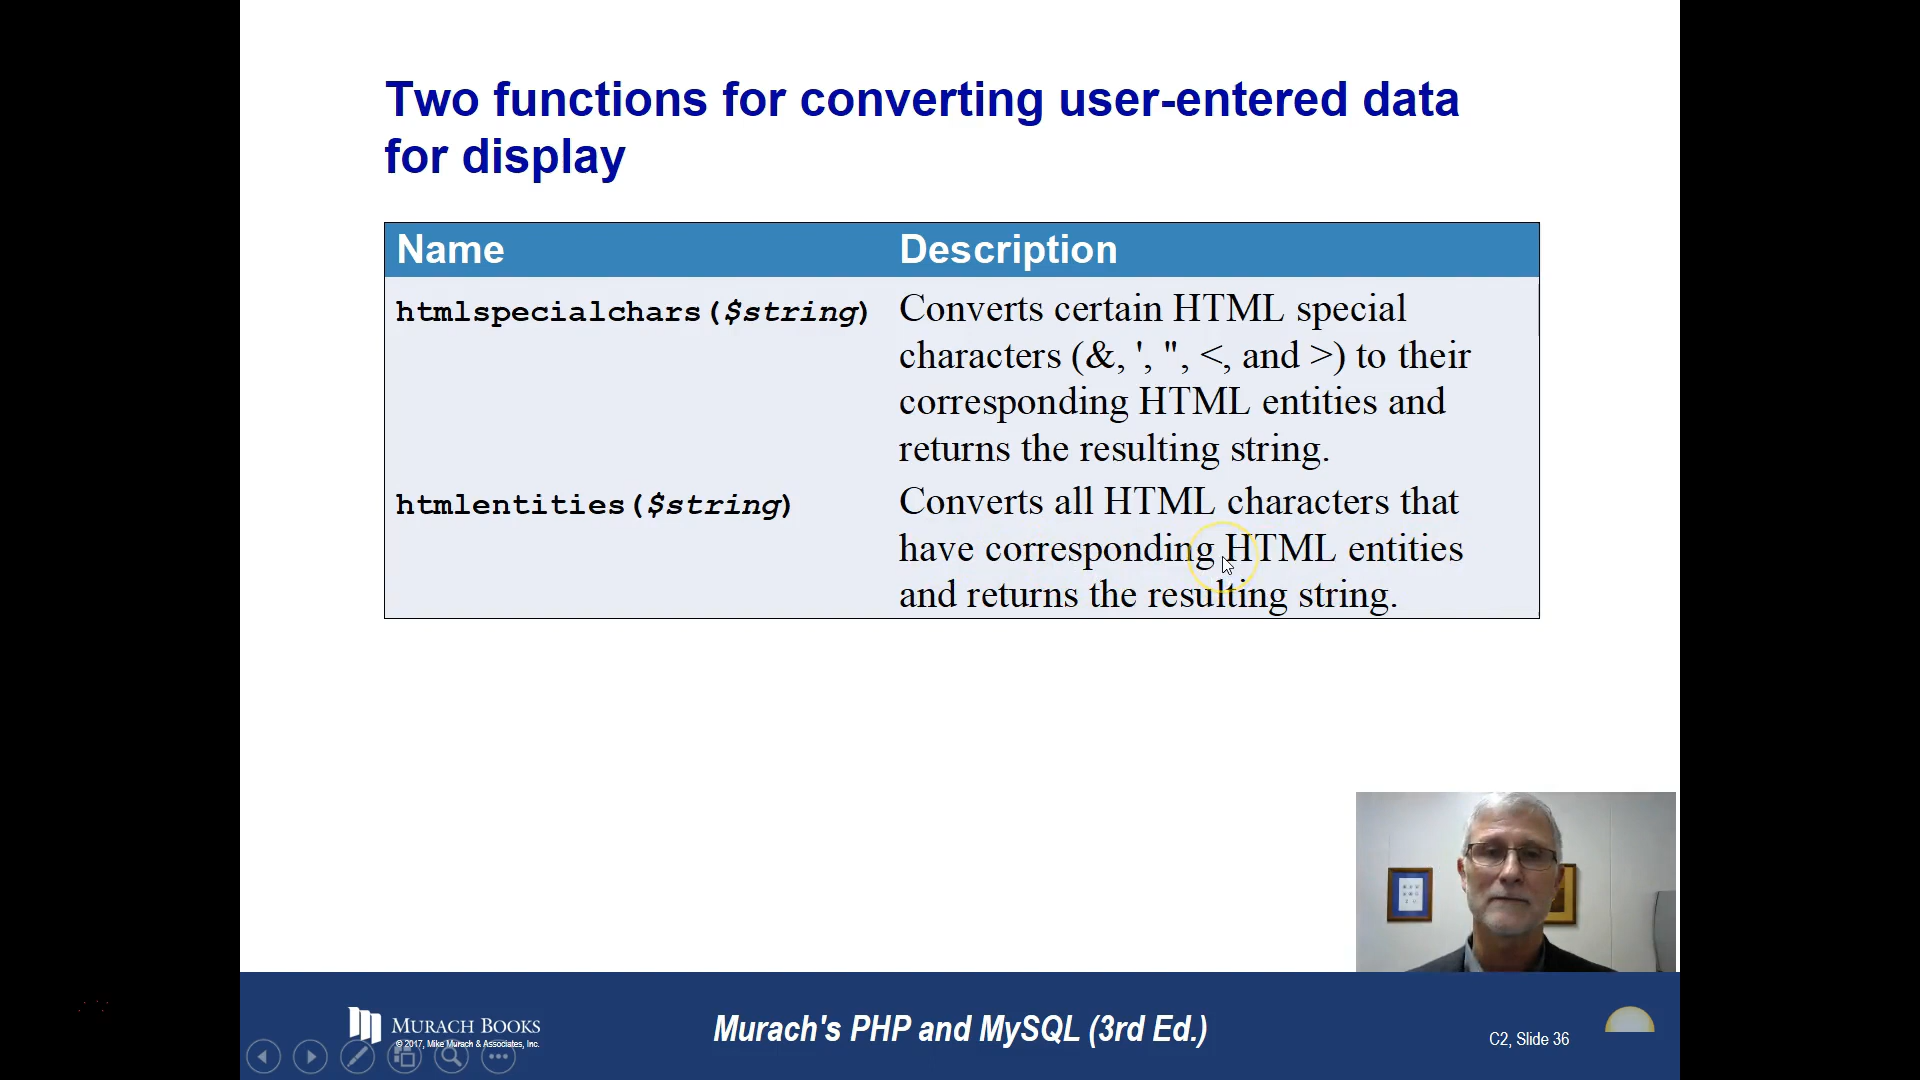 Two functions for converting user-entered data
for display
Name Description
htmlspecialchars($string) Converts certain HTML special
characters (&, ', ", <, and >) to their
corresponding HTML entities and
returns the resulting string.
htmlentities($string) Converts all HTML characters that
have corresponding HTML entities
and returns the resulting string.
MURACH BOOKS
© 2017, Mike Murach & Associates, Inc.
Murach's PHP and MySQL (3rd Ed.)
C2, Slide 36